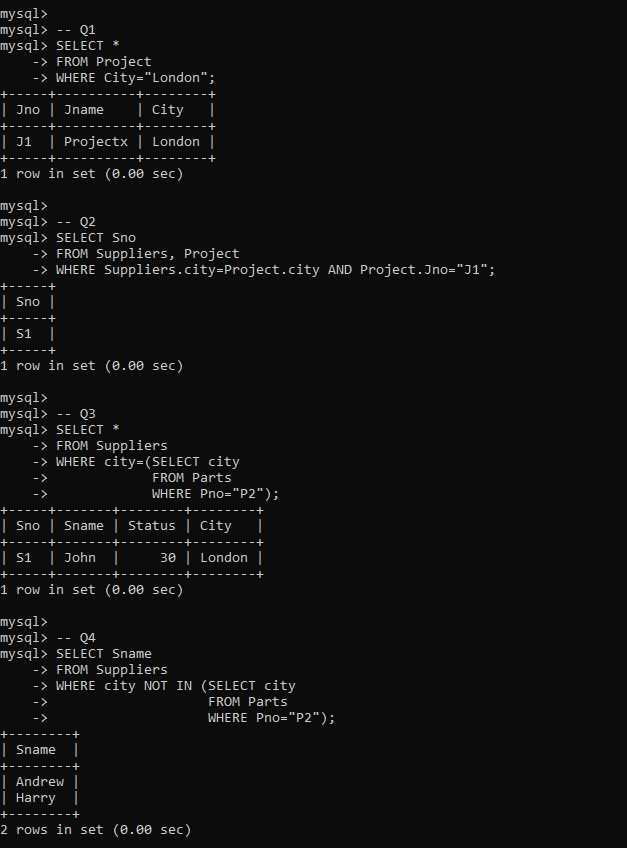 mysql>
mysql> -- Q1
mysql> SELECT *
    -> FROM Project
    -> WHERE City="London";
+-----+----------+--------+
| Jno | Jname    | City   |
+-----+----------+--------+
| J1  | Projectx | London |
+-----+----------+--------+
1 row in set (0.00 sec)

mysql>
mysql> -- Q2
mysql> SELECT Sno
    -> FROM Suppliers, Project
    -> WHERE Suppliers.city=Project.city AND Project.Jno="J1";
+-----+
| Sno |
+-----+
| S1  |
+-----+
1 row in set (0.00 sec)

mysql>
mysql> -- Q3
mysql> SELECT *
    -> FROM Suppliers
    -> WHERE city=(SELECT city
    ->             FROM Parts
    ->             WHERE Pno="P2");
+-----+-------+--------+--------+
| Sno | Sname | Status | City   |
+-----+-------+--------+--------+
| S1  | John  |     30 | London |
+-----+-------+--------+--------+
1 row in set (0.00 sec)

mysql>
mysql> -- Q4
mysql> SELECT Sname
    -> FROM Suppliers
    -> WHERE city NOT IN (SELECT city
    ->                    FROM Parts
    ->                    WHERE Pno="P2");
+--------+
| Sname  |
+--------+
| Andrew |
| Harry  |
+--------+
2 rows in set (0.00 sec)